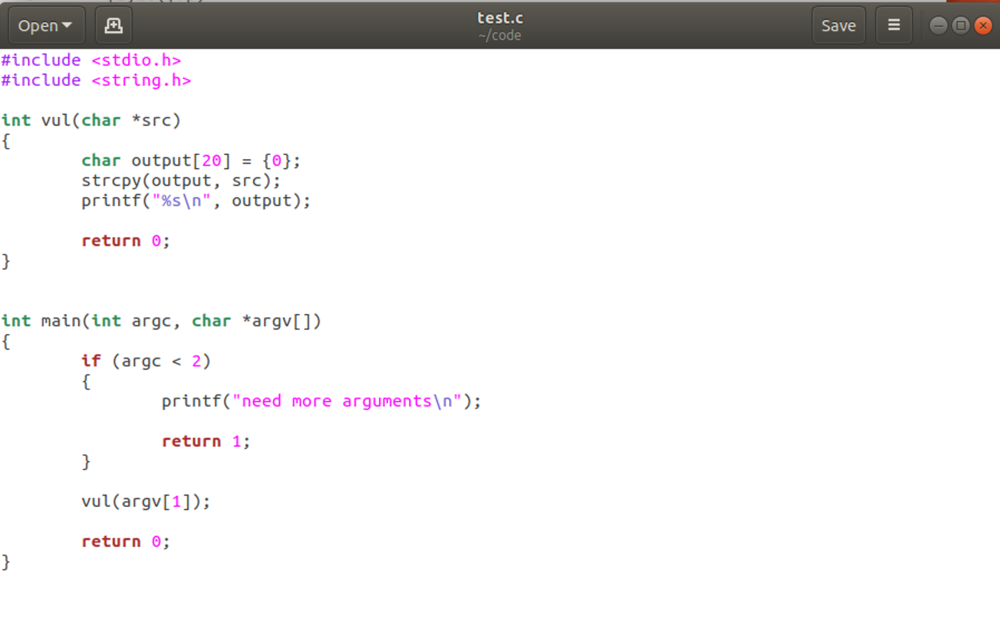 Open
test.c
~/code
Save
#include <stdio.h>
#include <string.h>
int vul(char *src)
{
char output[20] = {0};
strcpy(output, src);
printf("%s\n", output);
return 0;
}
int main(int argc, char *argv[])
{
if (argc < 2)
{
printf("need more arguments\n");
return 1;
}
vul(argv[1]);
return 0;
}